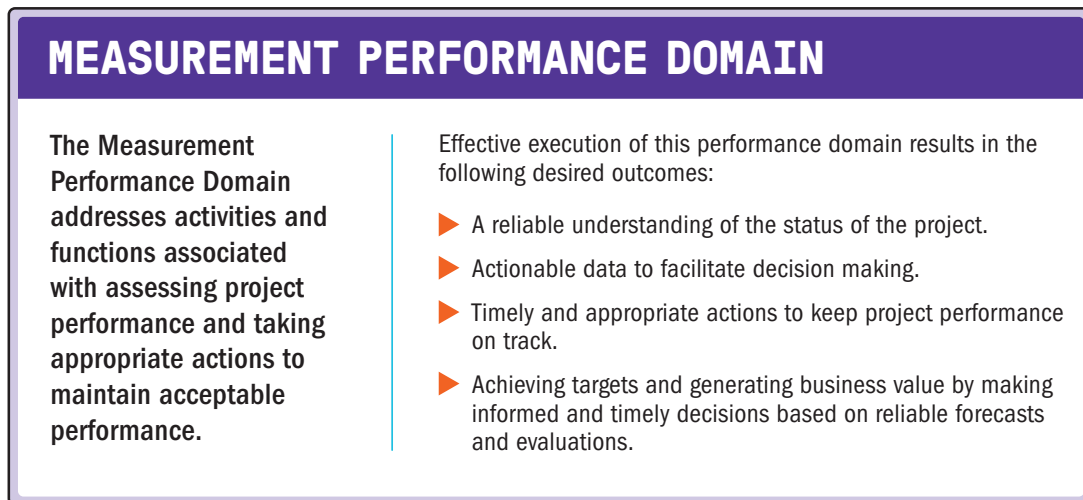 MEASUREMENT PERFORMANCE DOMAIN
The Measurement
Performance Domain
addresses activities and
functions associated
with assessing project
performance and taking
appropriate actions to
maintain acceptable
performance.
Effective execution of this performance domain results in the
following desired outcomes:
A reliable understanding of the status of the project.
Actionable data to facilitate decision making.
Timely and appropriate actions to keep project performance
on track.
Achieving targets and generating business value by making
informed and timely decisions based on reliable forecasts
and evaluations.